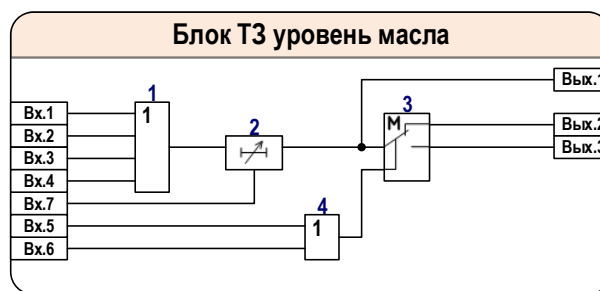 Блок ТЗ уровень масла
1
2
3
4
1
M
1
Вх.1
Вх.2
Вх.3
Вх.4
Вх.7
Вх.5
Вх.6
Вых.1
Вых.2
Вых.3